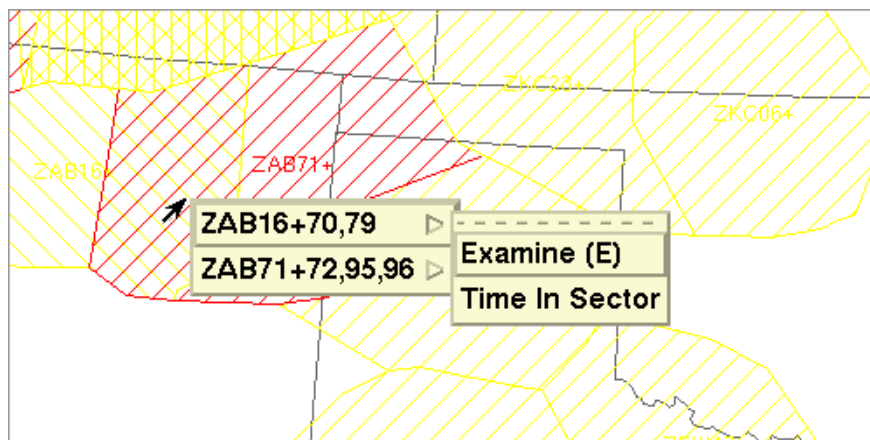 ZKC23+
ZKC06+
ZAB16
ZAB71+
ZAB16+70,79
ZAB71+72,95,96
Examine (E)
Time In Sector